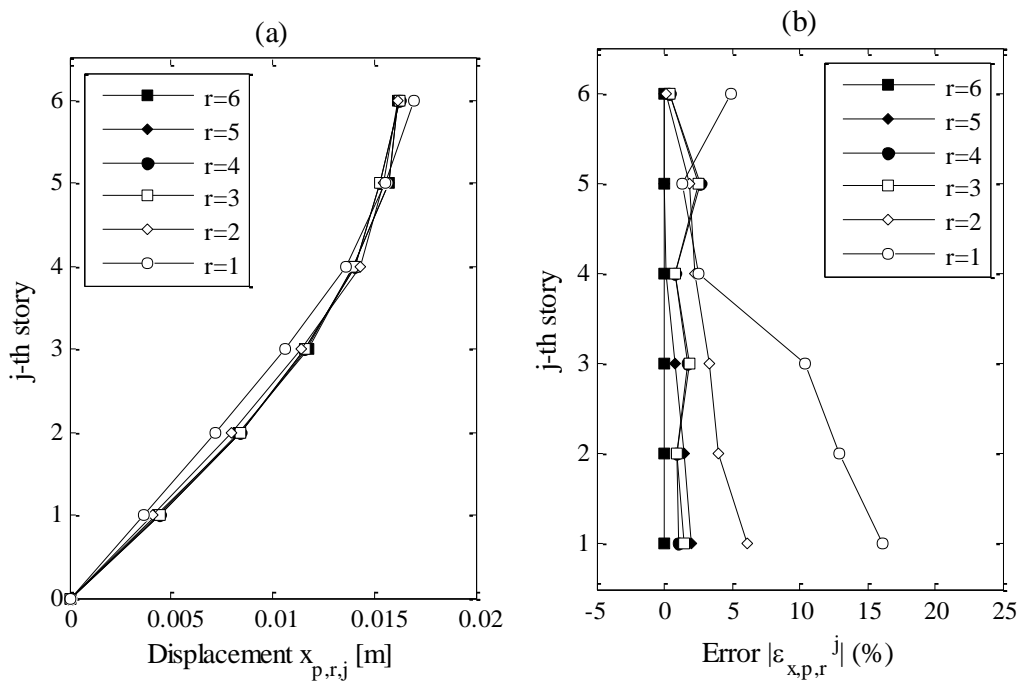 (a)
6
5
4
3
2
1
0
j-th story
r=6
r=5
r=4
r=3
r=2
r=1
0
0.005
0.01
0.015
0.02
Displacement x_p,r,j [m]
(b)
6
5
4
3
2
1
j-th story
r=6
r=5
r=4
r=3
r=2
r=1
-5
0
5
10
15
20
25
Error |ε_x,p,r^j| (%)